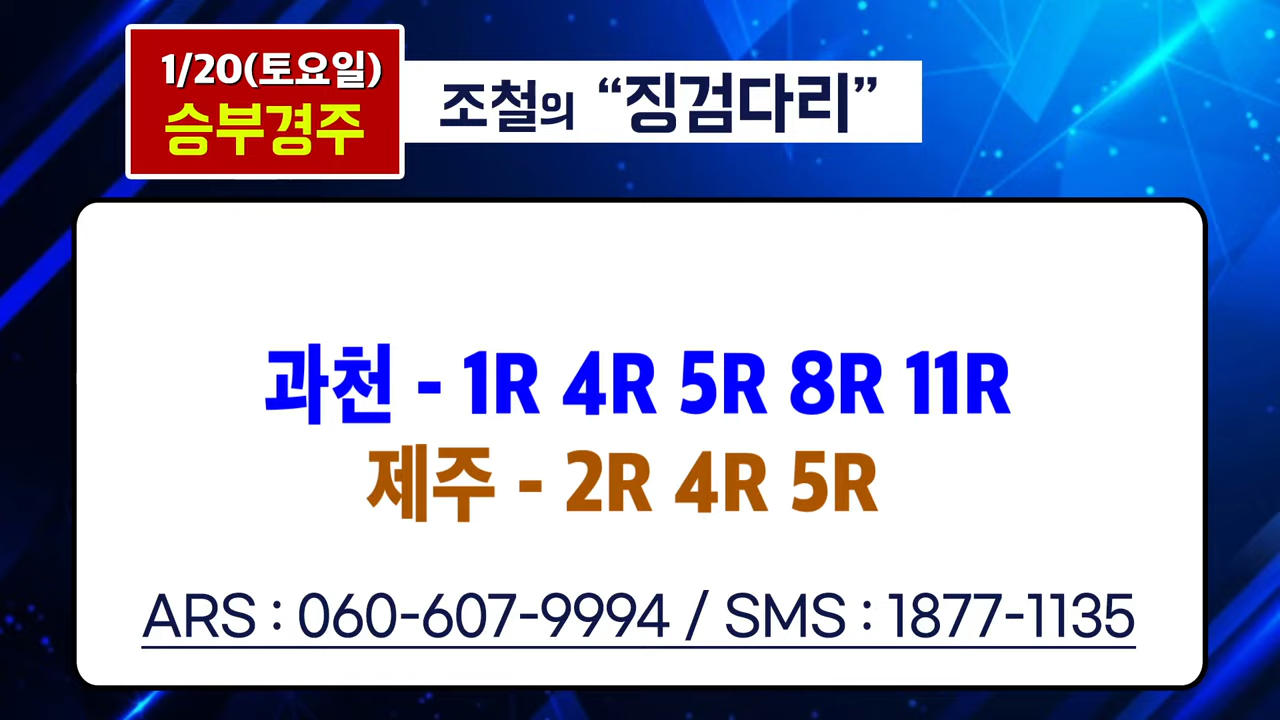 1/20(토요일)
승부경주
조철의 “징검다리”
과천 - 1R 4R 5R 8R 11R
제주 - 2R 4R 5R
ARS : 060-607-9994 / SMS : 1877-1135